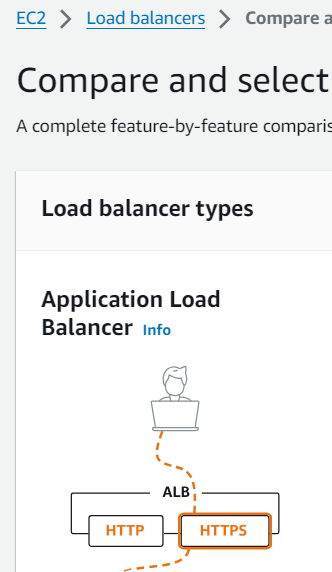 EC2 > Load balancers > Compare a
Compare and select
A complete feature-by-feature comparis
Load balancer types
Application Load
Balancer Info
ALB
HTTP HTTPS